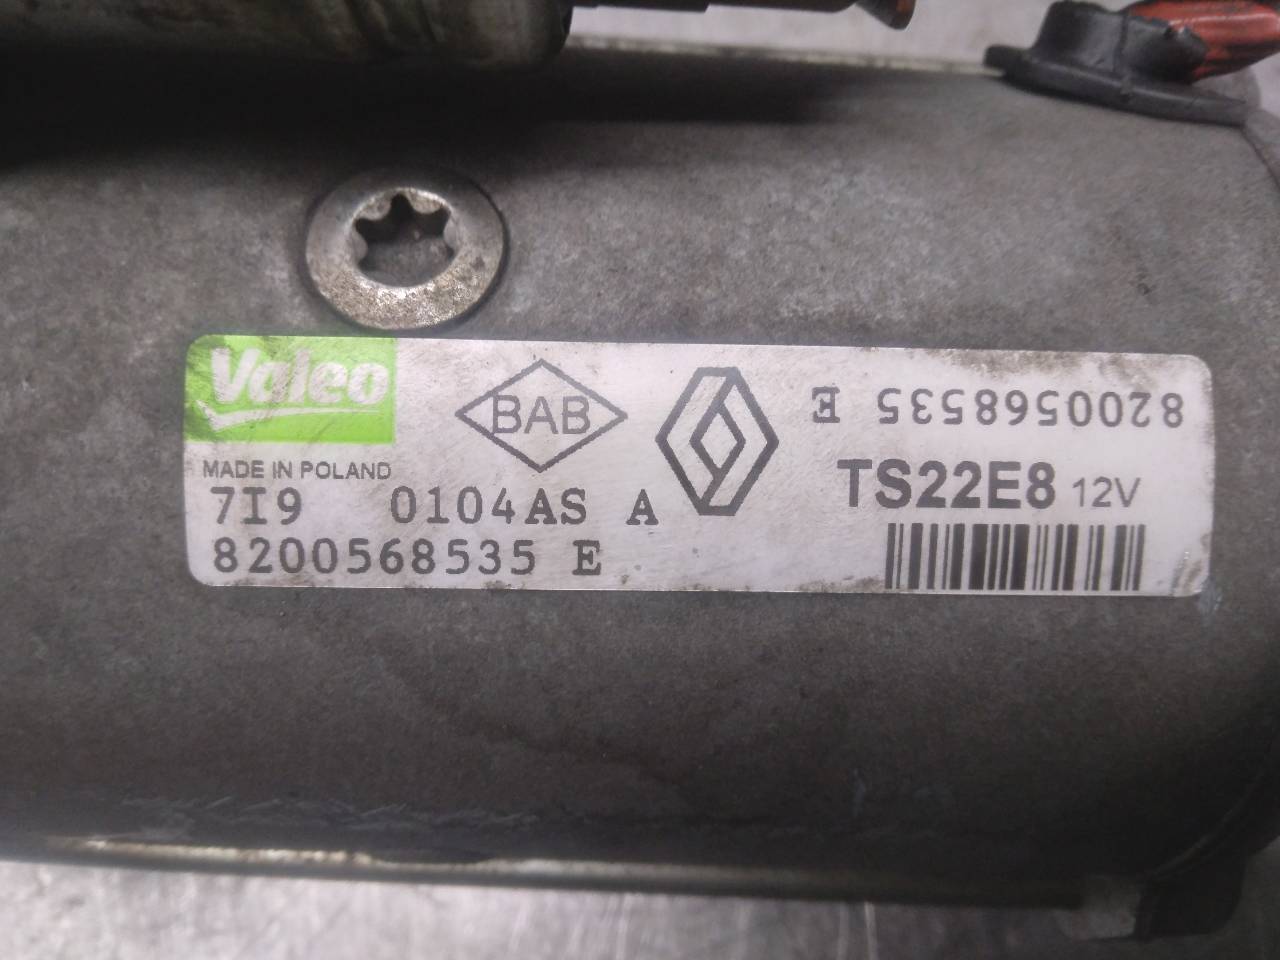 Valeo
BAB
8200568535 E
MADE IN POLAND
TS22E8 12V
7I9 0104AS A
8200568535 E